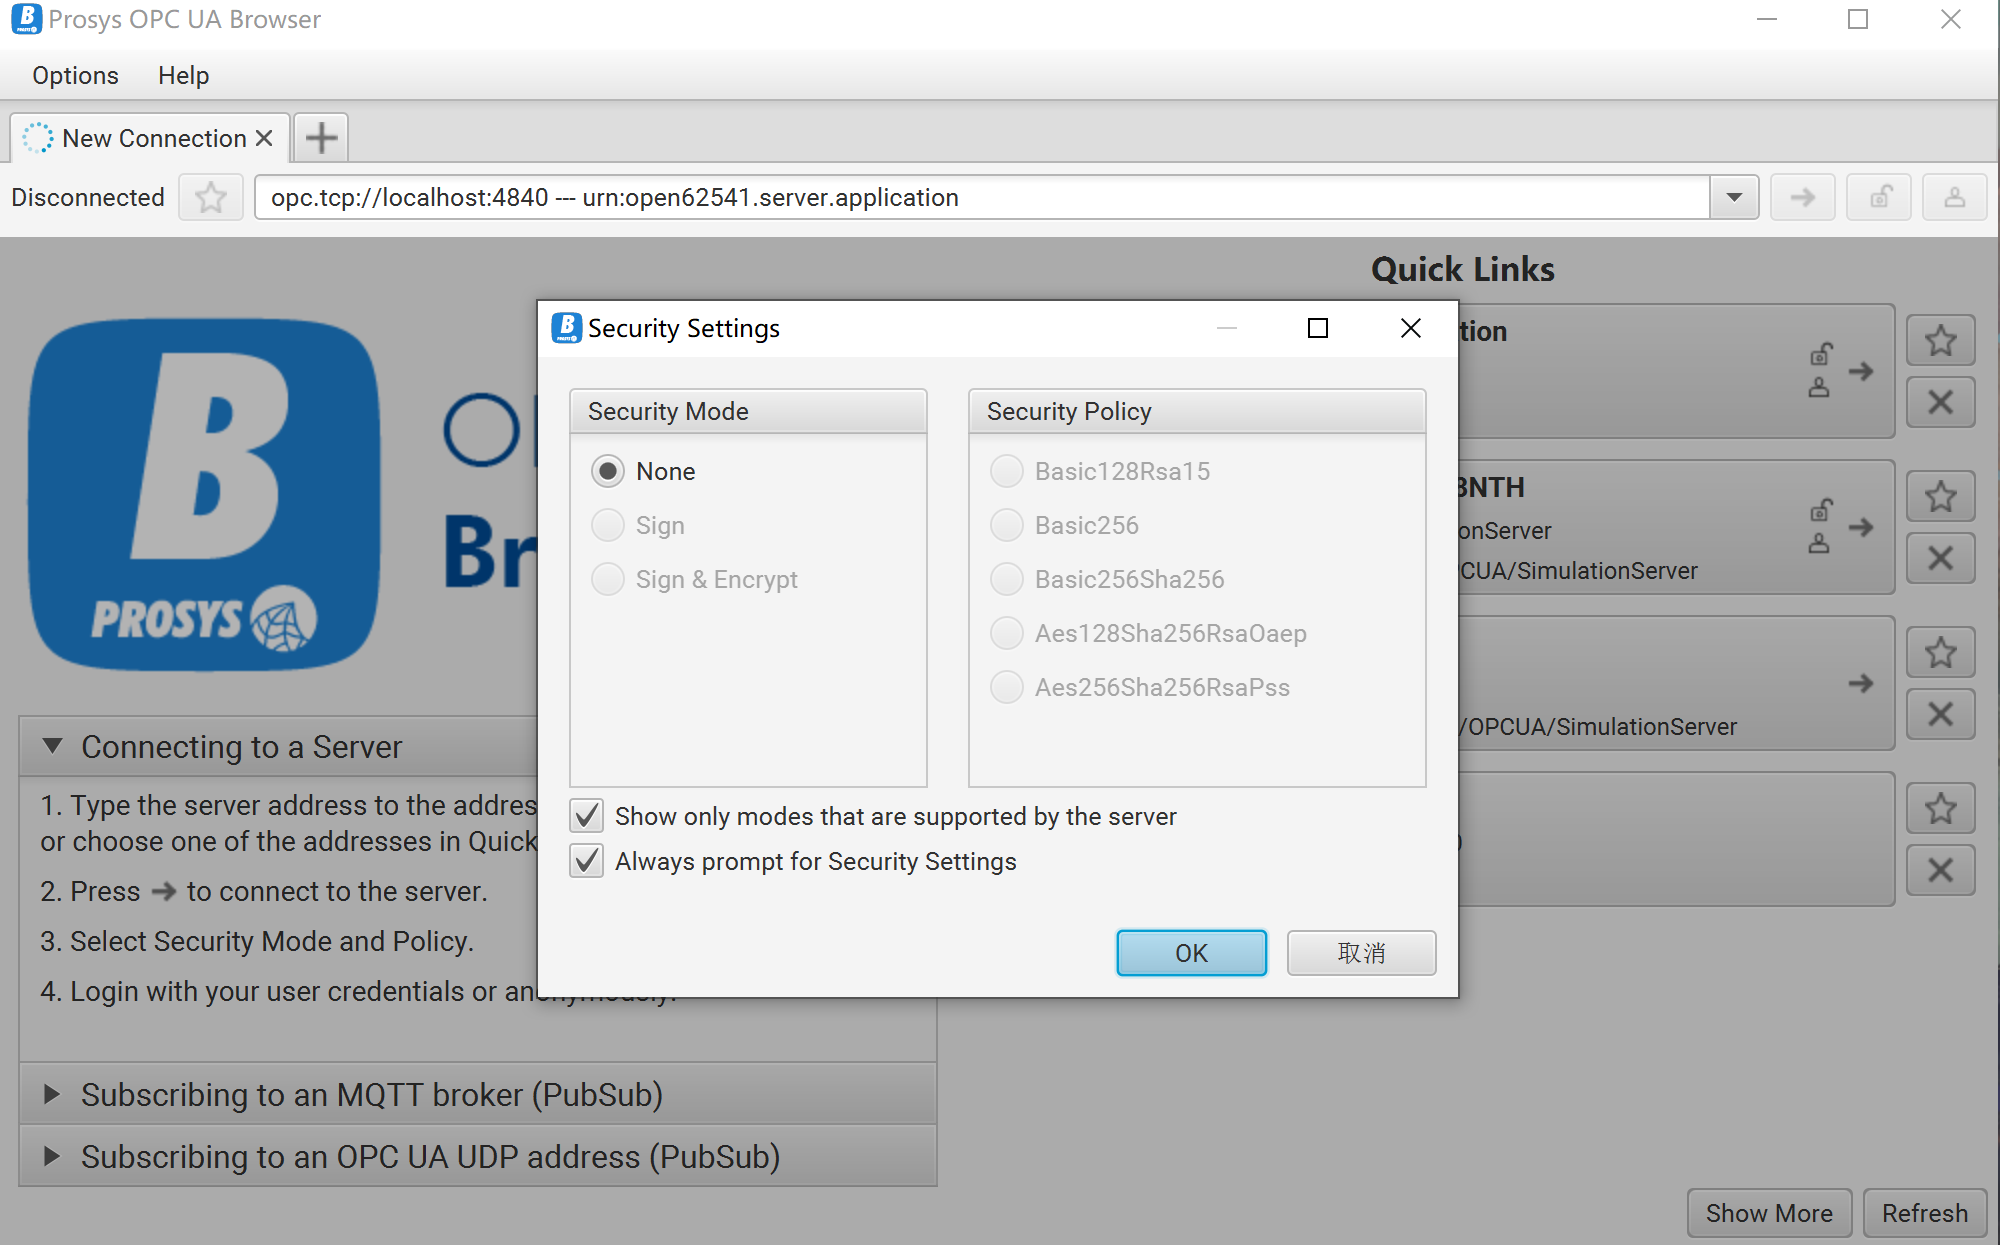 Prosys OPC UA Browser
Options Help
New Connection
Disconnected opc.tcp://localhost:4840 --- urn:open62541.server.application
Quick Links
Security Settings
Security Mode
None
Sign
Sign & Encrypt
Security Policy
Basic128Rsa15
Basic256
Basic256Sha256
Aes128Sha256RsaOaep
Aes256Sha256RsaPss
Show only modes that are supported by the server
Always prompt for Security Settings
OK 取消
tion
BNTH
onServer
CUA/SimulationServer
/OPCUA/SimulationServer
B
PROSYS
Br
Connecting to a Server
1. Type the server address to the addres
or choose one of the addresses in Quick
2. Press to connect to the server.
3. Select Security Mode and Policy.
4. Login with your user credentials or anonymously.
Subscribing to an MQTT broker (PubSub)
Subscribing to an OPC UA UDP address (PubSub)
Show More Refresh